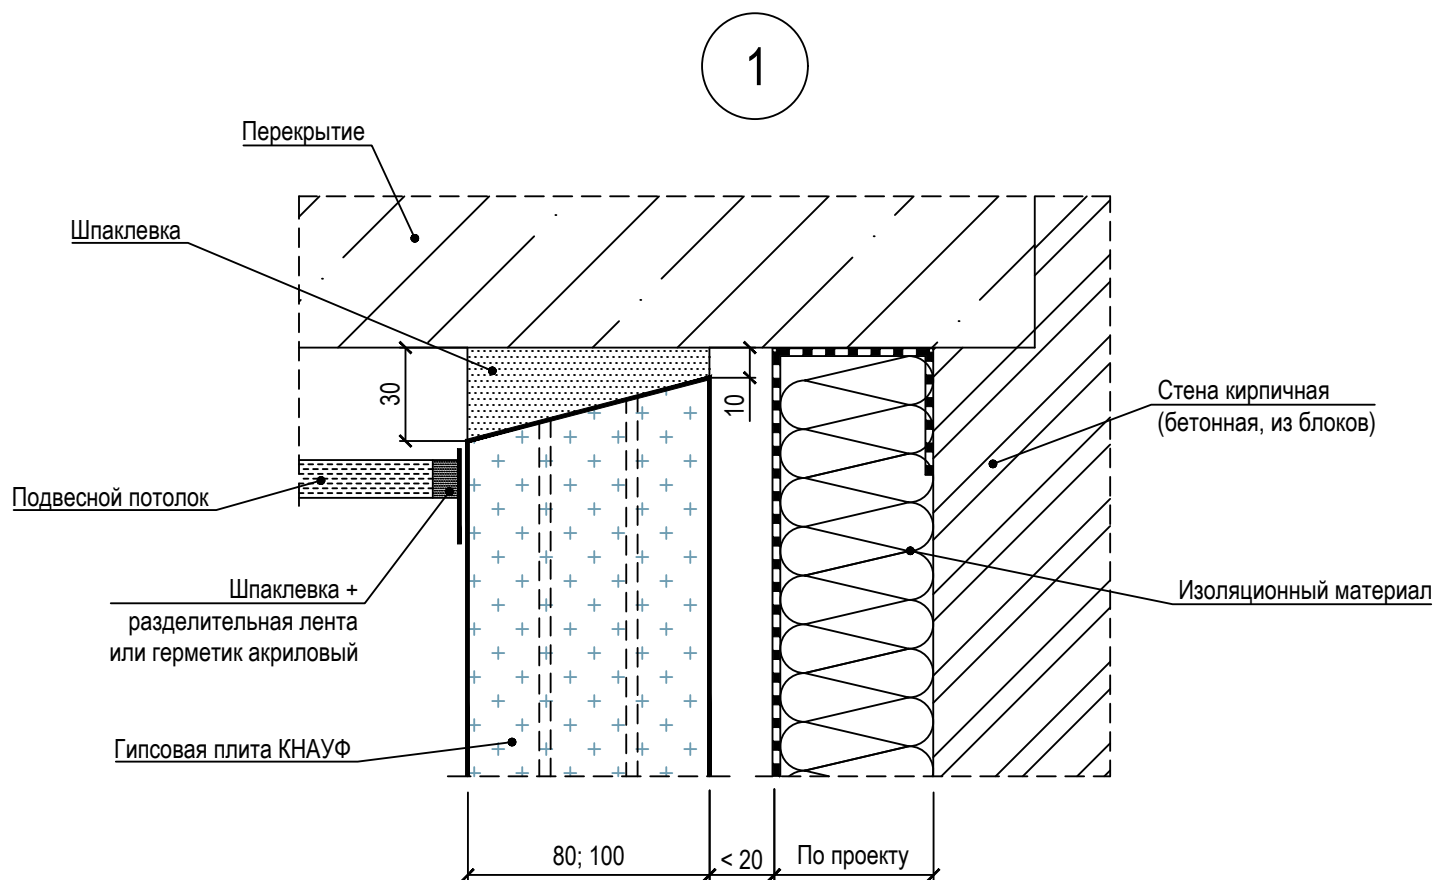 1
Перекрытие
Шпаклевка
30
10
Стена кирпичная
(бетонная, из блоков)
Подвесной потолок
Шпаклевка +
разделительная лента
или герметик акриловый
Изоляционный материал
Гипсовая плита КНАУФ
80; 100
< 20
По проекту